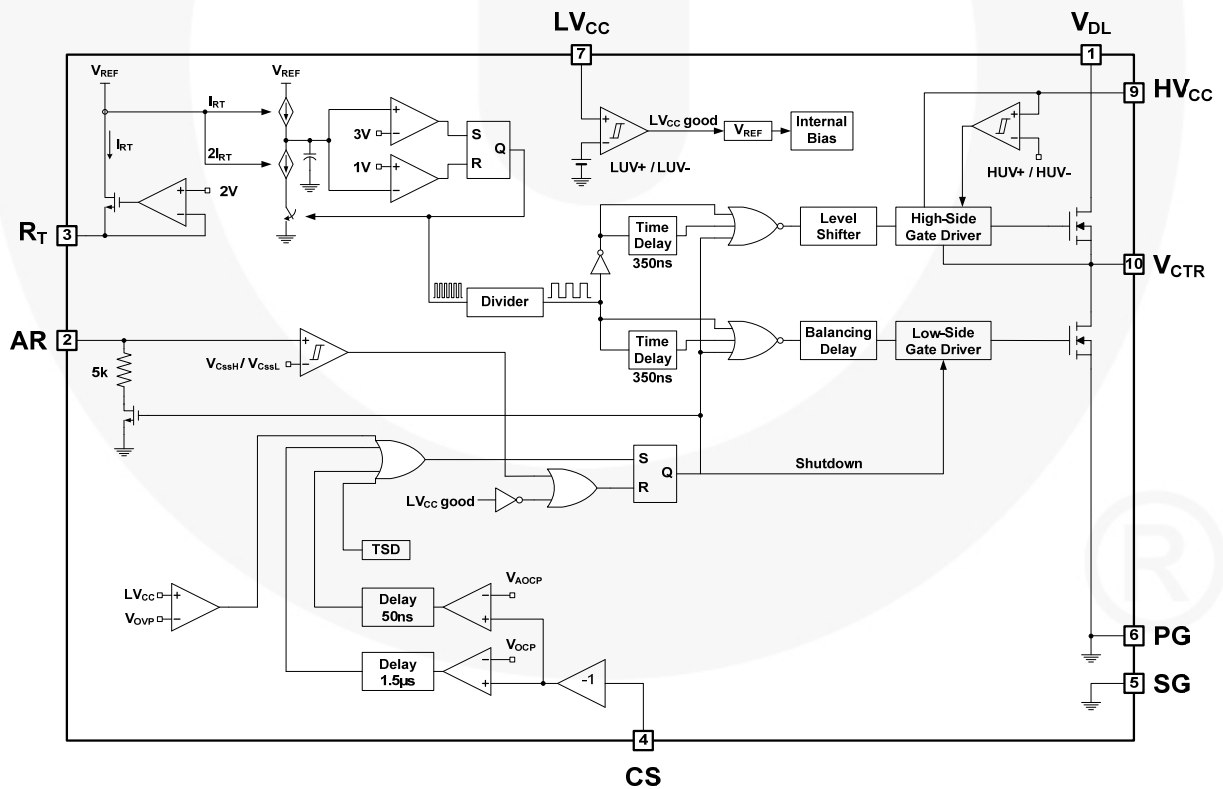 LVCC
VDL
7
1
VREF
VREF
9
HVCC
IRT
+
3V
−
S
Q
R
+
−
LVCC good
VREF
Internal
Bias
+
−
IRT
2IRT
1V
+
−
LUV+ / LUV-
HUV+ / HUV-
+
−
2V
RT
3
Time
Delay
350ns
Level
Shifter
High-Side
Gate Driver
10
VCTR
Divider
AR
2
+
−
VCssH / VCssL
Time
Delay
350ns
Balancing
Delay
Low-Side
Gate Driver
5k
S
Q
R
Shutdown
LVCC good
TSD
LVCC
+
VOVP
−
Delay
50ns
VAOCP
−
+
Delay
1.5µs
VOCP
−
+
-1
6
PG
5
SG
4
CS
®